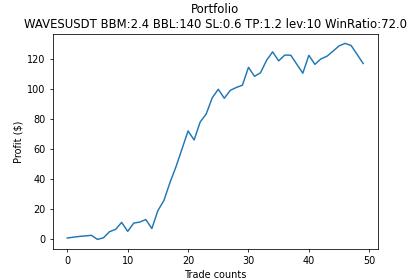 Portfolio
WAVESUSDT BBM:2.4 BBL:140 SL:0.6 TP:1.2 lev:10 WinRatio:72.0
120
100
80
60
40
20
0
Profit ($)
0 10 20 30 40 50
Trade counts